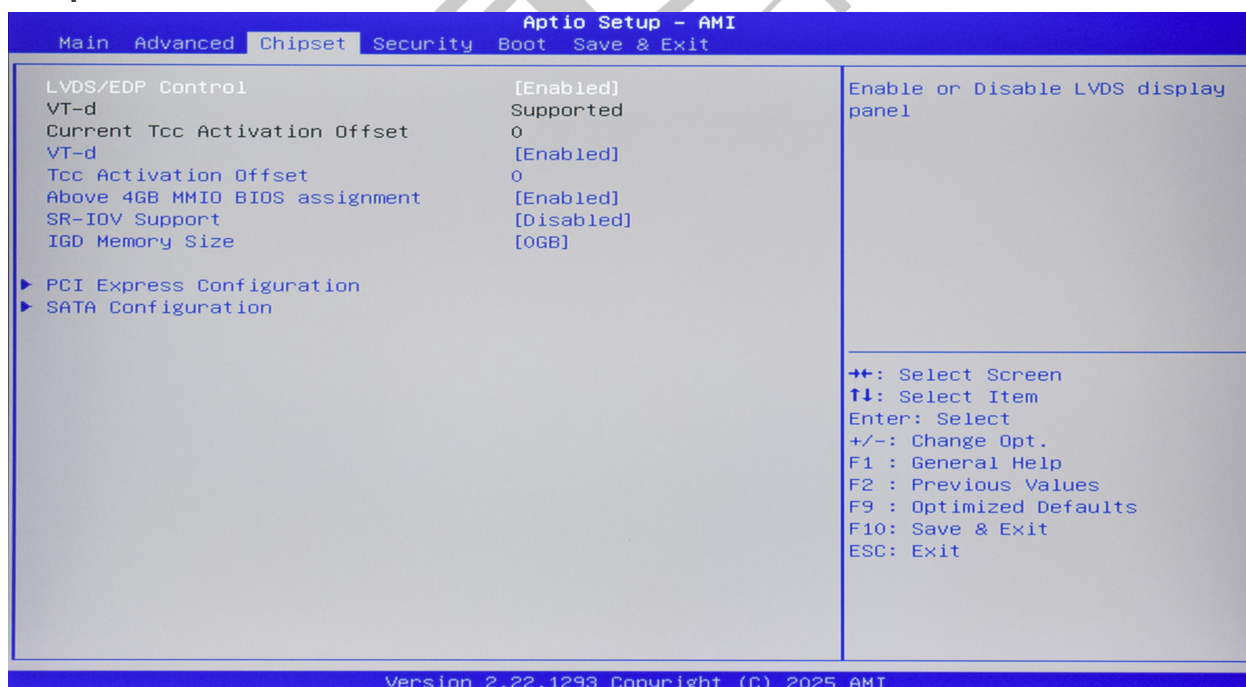 Aptio Setup – AMI
Main Advanced Chipset Security Boot Save & Exit
LVDS/EDP Control [Enabled]
VT-d Supported
Current Tcc Activation Offset 0
VT-d [Enabled]
Tcc Activation Offset 0
Above 4GB MMIO BIOS assignment [Enabled]
SR-IOV Support [Disabled]
IGD Memory Size [0GB]
► PCI Express Configuration
► SATA Configuration
Enable or Disable LVDS display
panel
→←: Select Screen
↑↓: Select Item
Enter: Select
+/-: Change Opt.
F1 : General Help
F2 : Previous Values
F9 : Optimized Defaults
F10: Save & Exit
ESC: Exit
Version 2.22.1293 Copyright (C) 2025 AMI